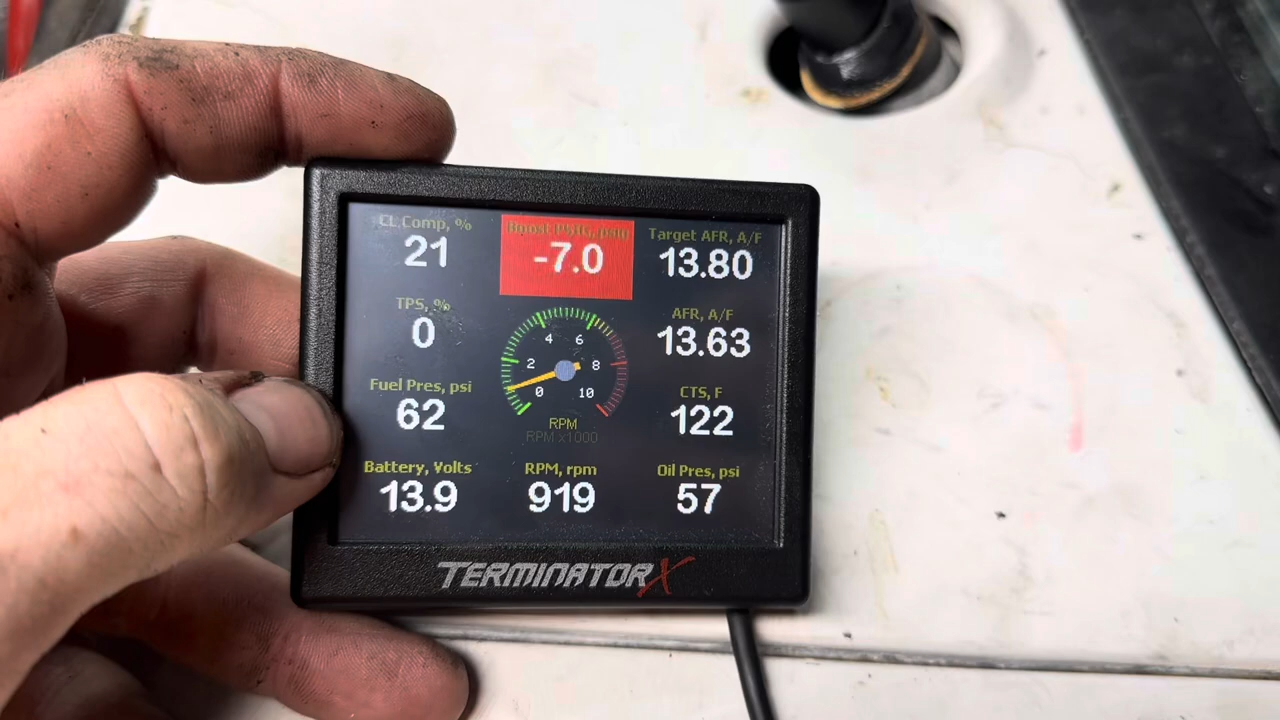 CL Comp, %
21
Boost PSIG, psig
-7.0
Target AFR, A/F
13.80
TPS, %
0
AFR, A/F
13.63
Fuel Pres, psi
62
0
2
4
6
8
10
RPM
RPM x1000
CTS, F
122
Battery, Volts
13.9
RPM, rpm
919
Oil Pres, psi
57
TERMINATOR X